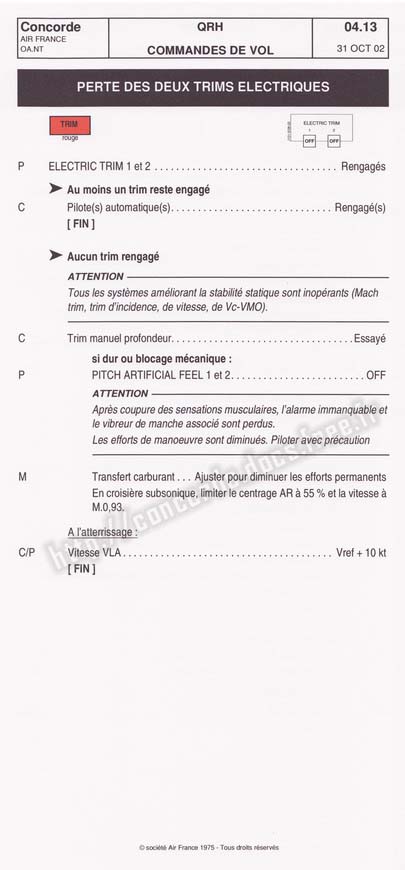 Concorde
AIR FRANCE
OA.NT
QRH
COMMANDES DE VOL
04.13
31 OCT 02
PERTE DES DEUX TRIMS ELECTRIQUES
TRIM
rouge
ELECTRIC TRIM
1 2
OFF OFF
P ELECTRIC TRIM 1 et 2 . . . . . . . . . . . . . . . . . . . . . . . . . . . . . . . . . Rengagés
➤ Au moins un trim reste engagé
C Pilote(s) automatique(s). . . . . . . . . . . . . . . . . . . . . . . . . . . . . Rengagé(s)
[ FIN ]
➤ Aucun trim rengagé
ATTENTION
Tous les systèmes améliorant la stabilité statique sont inopérants (Mach
trim, trim d'incidence, de vitesse, de Vc-VMO).
C Trim manuel profondeur. . . . . . . . . . . . . . . . . . . . . . . . . . . . . . . . Essayé
si dur ou blocage mécanique :
P PITCH ARTIFICIAL FEEL 1 et 2. . . . . . . . . . . . . . . . . . . . . . . . OFF
ATTENTION
Après coupure des sensations musculaires, l'alarme immanquable et
le vibreur de manche associé sont perdus.
Les efforts de manoeuvre sont diminués. Piloter avec précaution
M Transfert carburant . . . Ajuster pour diminuer les efforts permanents
En croisière subsonique, limiter le centrage AR à 55 % et la vitesse à
M.0,93.
A l'atterrissage :
C/P Vitesse VLA . . . . . . . . . . . . . . . . . . . . . . . . . . . . . . . . . . . . Vref + 10 kt
[ FIN ]
http://concorde.docs.free.fr
© société Air France 1975 - Tous droits réservés